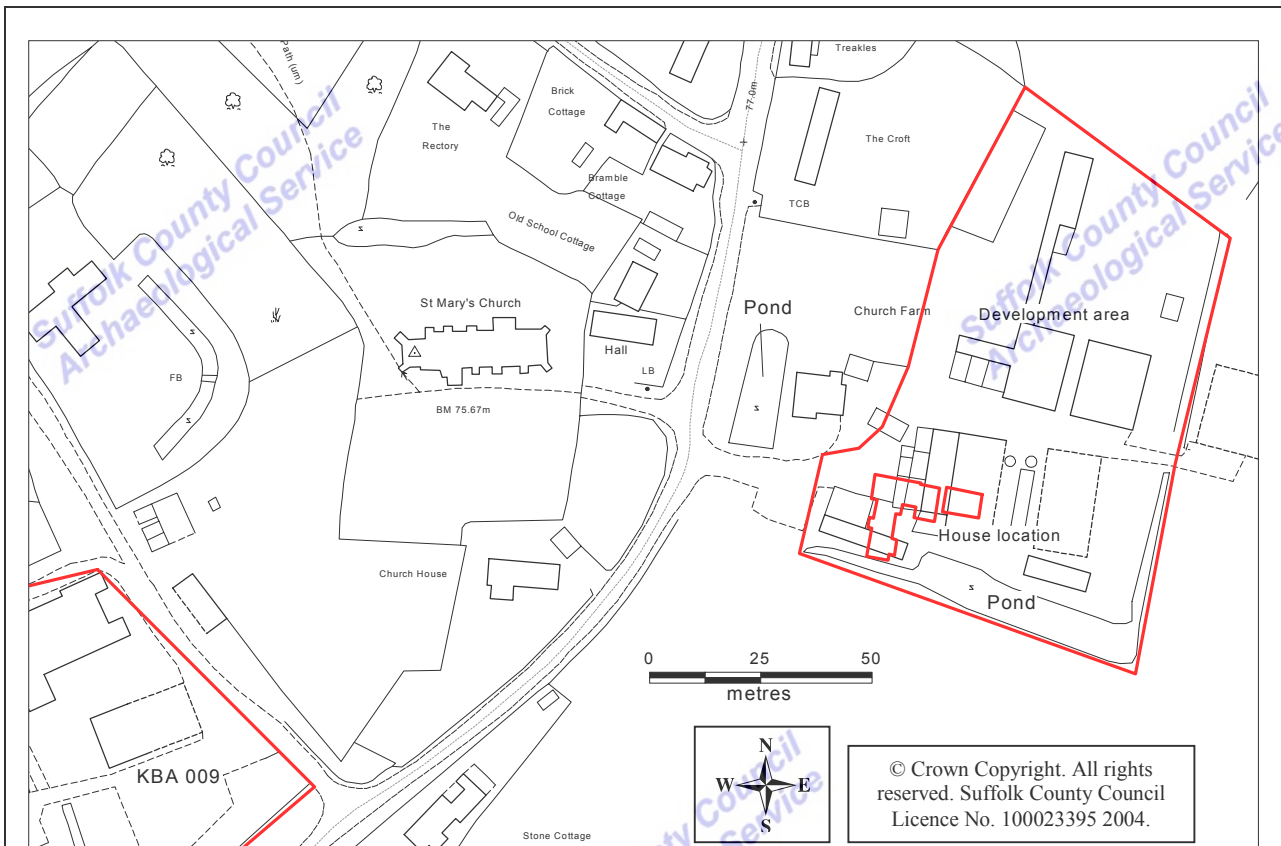 Path (um)
Treakles
The
Rectory
Brick
Cottage
77.0m
The Croft
Bramble
Cottage
TCB
Old School Cottage
St Mary's Church
Pond
Church Farm
Development area
Hall
LB
FB
BM 75.67m
House location
Church House
Pond
0 25 50
metres
KBA 009
N
W E
S
© Crown Copyright. All rights
reserved. Suffolk County Council
Licence No. 100023395 2004.
Stone Cottage
Suffolk County Council
Archaeological Service
Suffolk County Council
Archaeological Service
County Council
Service